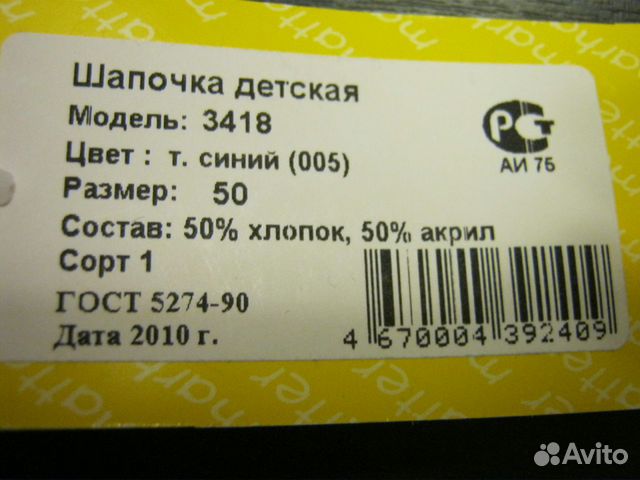 Шапочка детская
Модель: 3418
Цвет : т. синий (005)
Размер: 50
Состав: 50% хлопок, 50% акрил
Сорт 1
ГОСТ 5274-90
Дата 2010 г.
РСТ
АИ 75
4 670004 392409
Avito